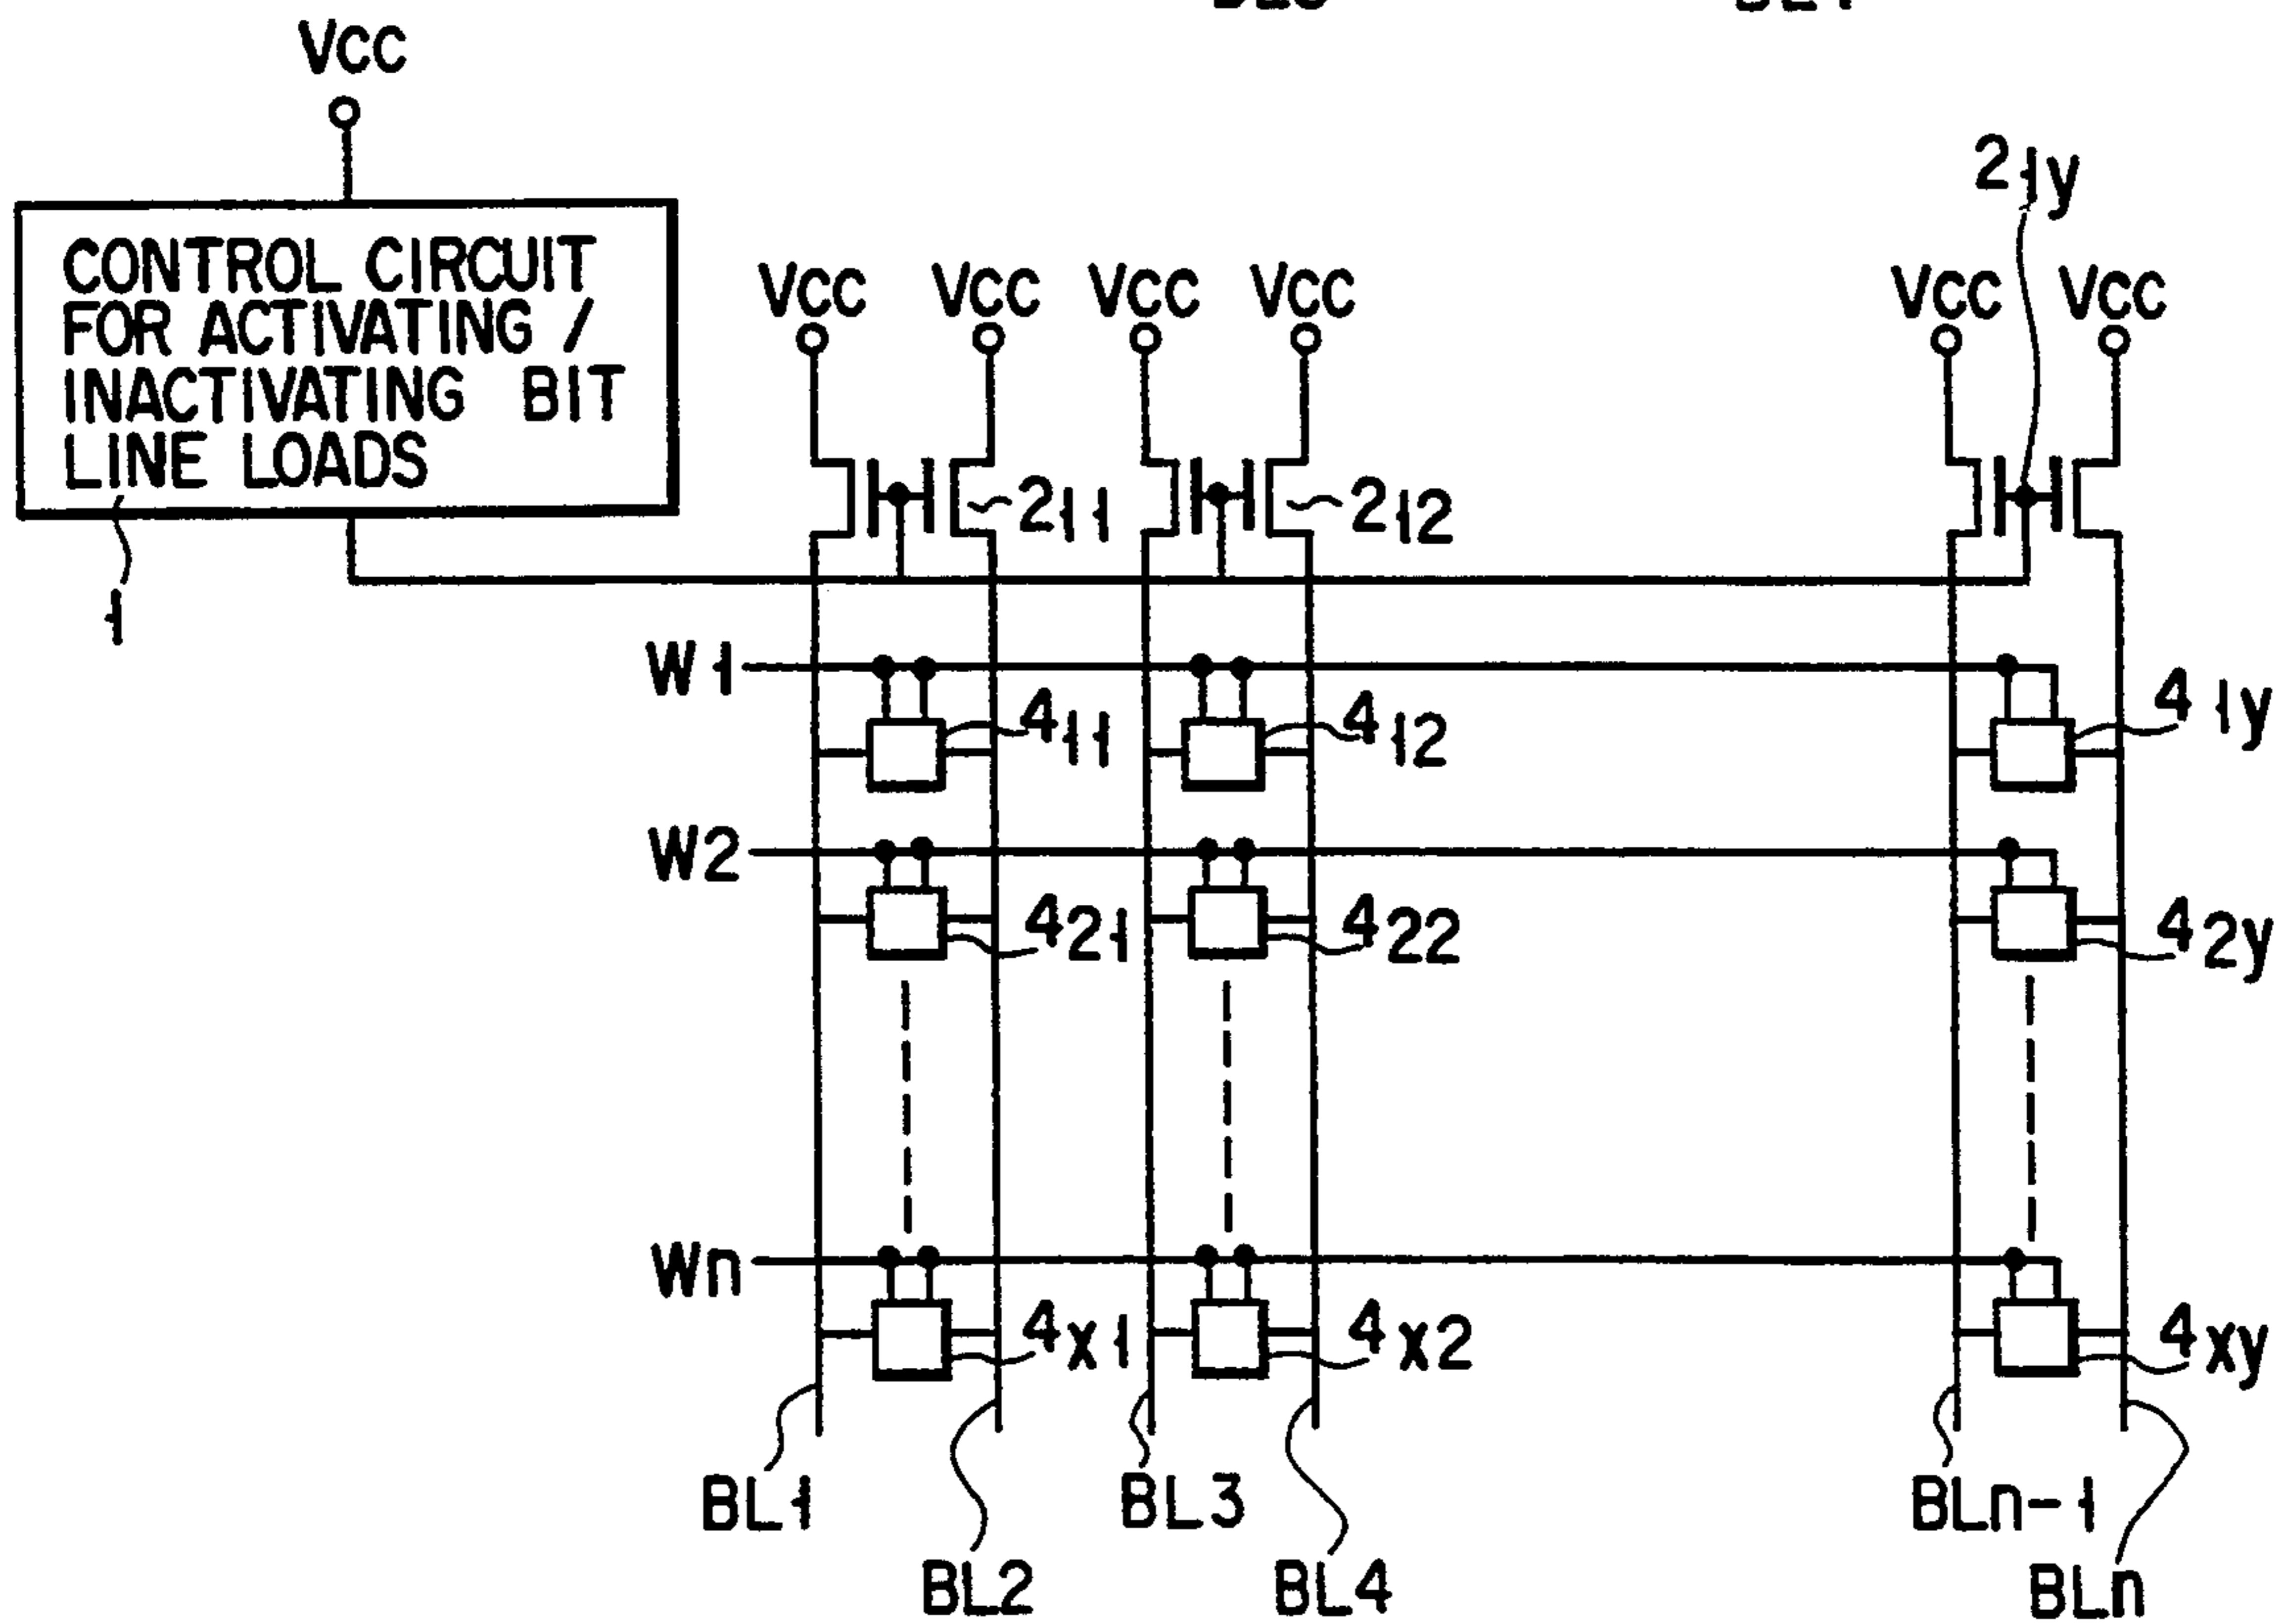 VCC
CONTROL CIRCUIT
FOR ACTIVATING /
INACTIVATING BIT
LINE LOADS
1
VCC VCC VCC VCC VCC VCC
21y
211 212
W1
411 412 41y
W2
421 422 42y
Wn
4x1 4x2 4xy
BL1 BL3 BLn-1
BL2 BL4 BLn